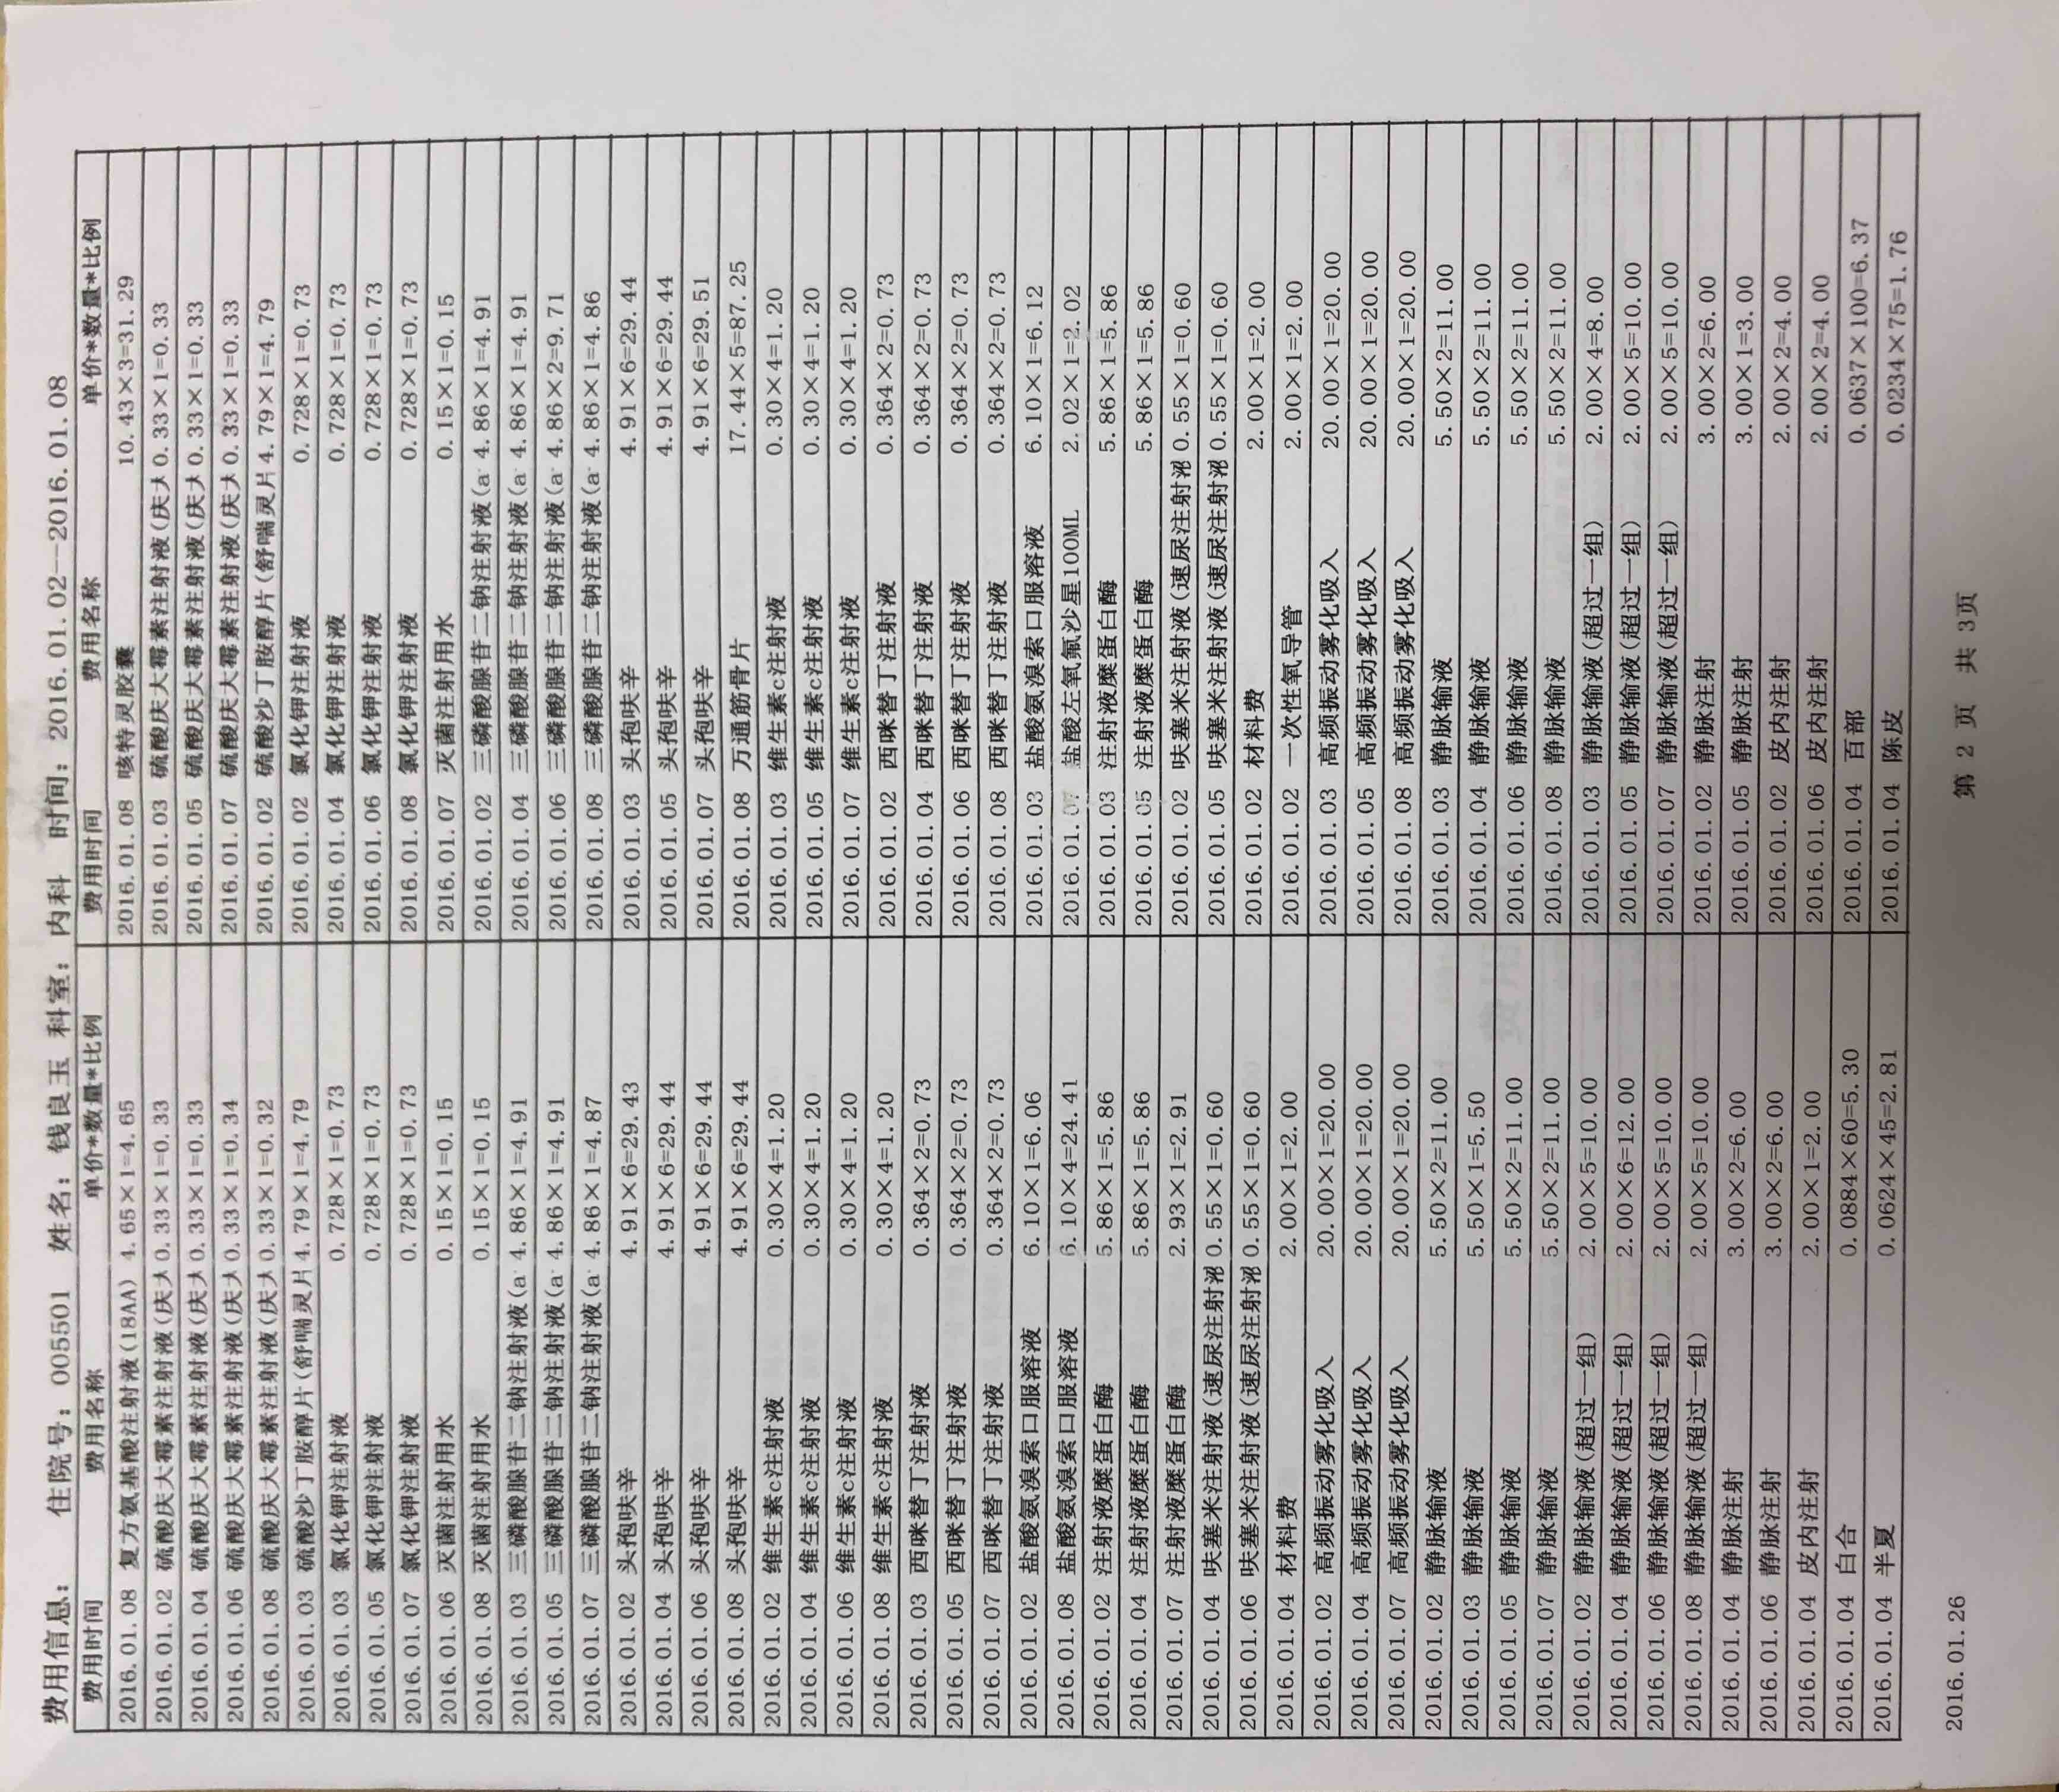 费用信息: 住院号: 005501 姓名: 钱良玉 科室: 内科 时间: 2016.01.02--2016.01.08
费用时间 费用名称 单价*数量*比例 费用时间 费用名称 单价*数量*比例
2016.01.08 复方氨基酸注射液(18AA) 4.65×1=4.65 2016.01.08 咳特灵胶囊 10.43×3=31.29
2016.01.02 硫酸庆大霉素注射液(庆大 0.33×1=0.33 2016.01.03 硫酸庆大霉素注射液(庆大 0.33×1=0.33
2016.01.04 硫酸庆大霉素注射液(庆大 0.33×1=0.33 2016.01.05 硫酸庆大霉素注射液(庆大 0.33×1=0.33
2016.01.06 硫酸庆大霉素注射液(庆大 0.33×1=0.34 2016.01.07 硫酸庆大霉素注射液(庆大 0.33×1=0.33
2016.01.08 硫酸庆大霉素注射液(庆大 0.33×1=0.32 2016.01.02 硫酸沙丁胺醇片(舒喘灵片 4.79×1=4.79
2016.01.03 硫酸沙丁胺醇片(舒喘灵片 4.79×1=4.79 2016.01.02 氯化钾注射液 0.728×1=0.73
2016.01.03 氯化钾注射液 0.728×1=0.73 2016.01.04 氯化钾注射液 0.728×1=0.73
2016.01.05 氯化钾注射液 0.728×1=0.73 2016.01.06 氯化钾注射液 0.728×1=0.73
2016.01.07 氯化钾注射液 0.728×1=0.73 2016.01.08 氯化钾注射液 0.728×1=0.73
2016.01.06 灭菌注射用水 0.15×1=0.15 2016.01.07 灭菌注射用水 0.15×1=0.15
2016.01.08 灭菌注射用水 0.15×1=0.15 2016.01.02 三磷酸腺苷二钠注射液(a 4.86×1=4.91
2016.01.03 三磷酸腺苷二钠注射液(a 4.86×1=4.91 2016.01.04 三磷酸腺苷二钠注射液(a 4.86×1=4.91
2016.01.05 三磷酸腺苷二钠注射液(a 4.86×1=4.91 2016.01.06 三磷酸腺苷二钠注射液(a 4.86×2=9.71
2016.01.07 三磷酸腺苷二钠注射液(a 4.86×1=4.87 2016.01.08 三磷酸腺苷二钠注射液(a 4.86×1=4.86
2016.01.02 头孢呋辛 4.91×6=29.43 2016.01.03 头孢呋辛 4.91×6=29.44
2016.01.04 头孢呋辛 4.91×6=29.44 2016.01.05 头孢呋辛 4.91×6=29.44
2016.01.06 头孢呋辛 4.91×6=29.44 2016.01.07 头孢呋辛 4.91×6=29.51
2016.01.08 头孢呋辛 4.91×6=29.44 2016.01.08 万通筋骨片 17.44×5=87.25
2016.01.02 维生素c注射液 0.30×4=1.20 2016.01.03 维生素c注射液 0.30×4=1.20
2016.01.04 维生素c注射液 0.30×4=1.20 2016.01.05 维生素c注射液 0.30×4=1.20
2016.01.06 维生素c注射液 0.30×4=1.20 2016.01.07 维生素c注射液 0.30×4=1.20
2016.01.08 维生素c注射液 0.30×4=1.20 2016.01.02 西咪替丁注射液 0.364×2=0.73
2016.01.03 西咪替丁注射液 0.364×2=0.73 2016.01.04 西咪替丁注射液 0.364×2=0.73
2016.01.05 西咪替丁注射液 0.364×2=0.73 2016.01.06 西咪替丁注射液 0.364×2=0.73
2016.01.07 西咪替丁注射液 0.364×2=0.73 2016.01.08 西咪替丁注射液 0.364×2=0.73
2016.01.02 盐酸氨溴索口服溶液 6.10×1=6.06 2016.01.03 盐酸氨溴索口服溶液 6.10×1=6.12
2016.01.08 盐酸氨溴索口服溶液 6.10×4=24.41 2016.01.07 盐酸左氧氟沙星100ML 2.02×1=2.02
2016.01.02 注射液糜蛋白酶 5.86×1=5.86 2016.01.03 注射液糜蛋白酶 5.86×1=5.86
2016.01.04 注射液糜蛋白酶 5.86×1=5.86 2016.01.05 注射液糜蛋白酶 5.86×1=5.86
2016.01.07 注射液糜蛋白酶 2.93×1=2.91 2016.01.02 呋塞米注射液(速尿注射液 0.55×1=0.60
2016.01.04 呋塞米注射液(速尿注射液 0.55×1=0.60 2016.01.05 呋塞米注射液(速尿注射液 0.55×1=0.60
2016.01.06 呋塞米注射液(速尿注射液 0.55×1=0.60 2016.01.02 材料费 2.00×1=2.00
2016.01.04 材料费 2.00×1=2.00 2016.01.02 一次性氧导管 2.00×1=2.00
2016.01.02 高频振动雾化吸入 20.00×1=20.00 2016.01.03 高频振动雾化吸入 20.00×1=20.00
2016.01.04 高频振动雾化吸入 20.00×1=20.00 2016.01.05 高频振动雾化吸入 20.00×1=20.00
2016.01.07 高频振动雾化吸入 20.00×1=20.00 2016.01.08 高频振动雾化吸入 20.00×1=20.00
2016.01.02 静脉输液 5.50×2=11.00 2016.01.03 静脉输液 5.50×2=11.00
2016.01.03 静脉输液 5.50×1=5.50 2016.01.04 静脉输液 5.50×2=11.00
2016.01.05 静脉输液 5.50×2=11.00 2016.01.06 静脉输液 5.50×2=11.00
2016.01.07 静脉输液 5.50×2=11.00 2016.01.08 静脉输液 5.50×2=11.00
2016.01.02 静脉输液(超过一组) 2.00×5=10.00 2016.01.03 静脉输液(超过一组) 2.00×4=8.00
2016.01.04 静脉输液(超过一组) 2.00×6=12.00 2016.01.05 静脉输液(超过一组) 2.00×5=10.00
2016.01.06 静脉输液(超过一组) 2.00×5=10.00 2016.01.07 静脉输液(超过一组) 2.00×5=10.00
2016.01.08 静脉输液(超过一组) 2.00×5=10.00 2016.01.02 静脉注射 3.00×2=6.00
2016.01.04 静脉注射 3.00×2=6.00 2016.01.05 静脉注射 3.00×1=3.00
2016.01.06 静脉注射 3.00×2=6.00 2016.01.02 皮内注射 2.00×2=4.00
2016.01.04 皮内注射 2.00×1=2.00 2016.01.06 皮内注射 2.00×2=4.00
2016.01.04 白合 0.0884×60=5.30 2016.01.04 百部 0.0637×100=6.37
2016.01.04 半夏 0.0624×45=2.81 2016.01.04 陈皮 0.0234×75=1.76
2016.01.26 第 2 页 共 3页